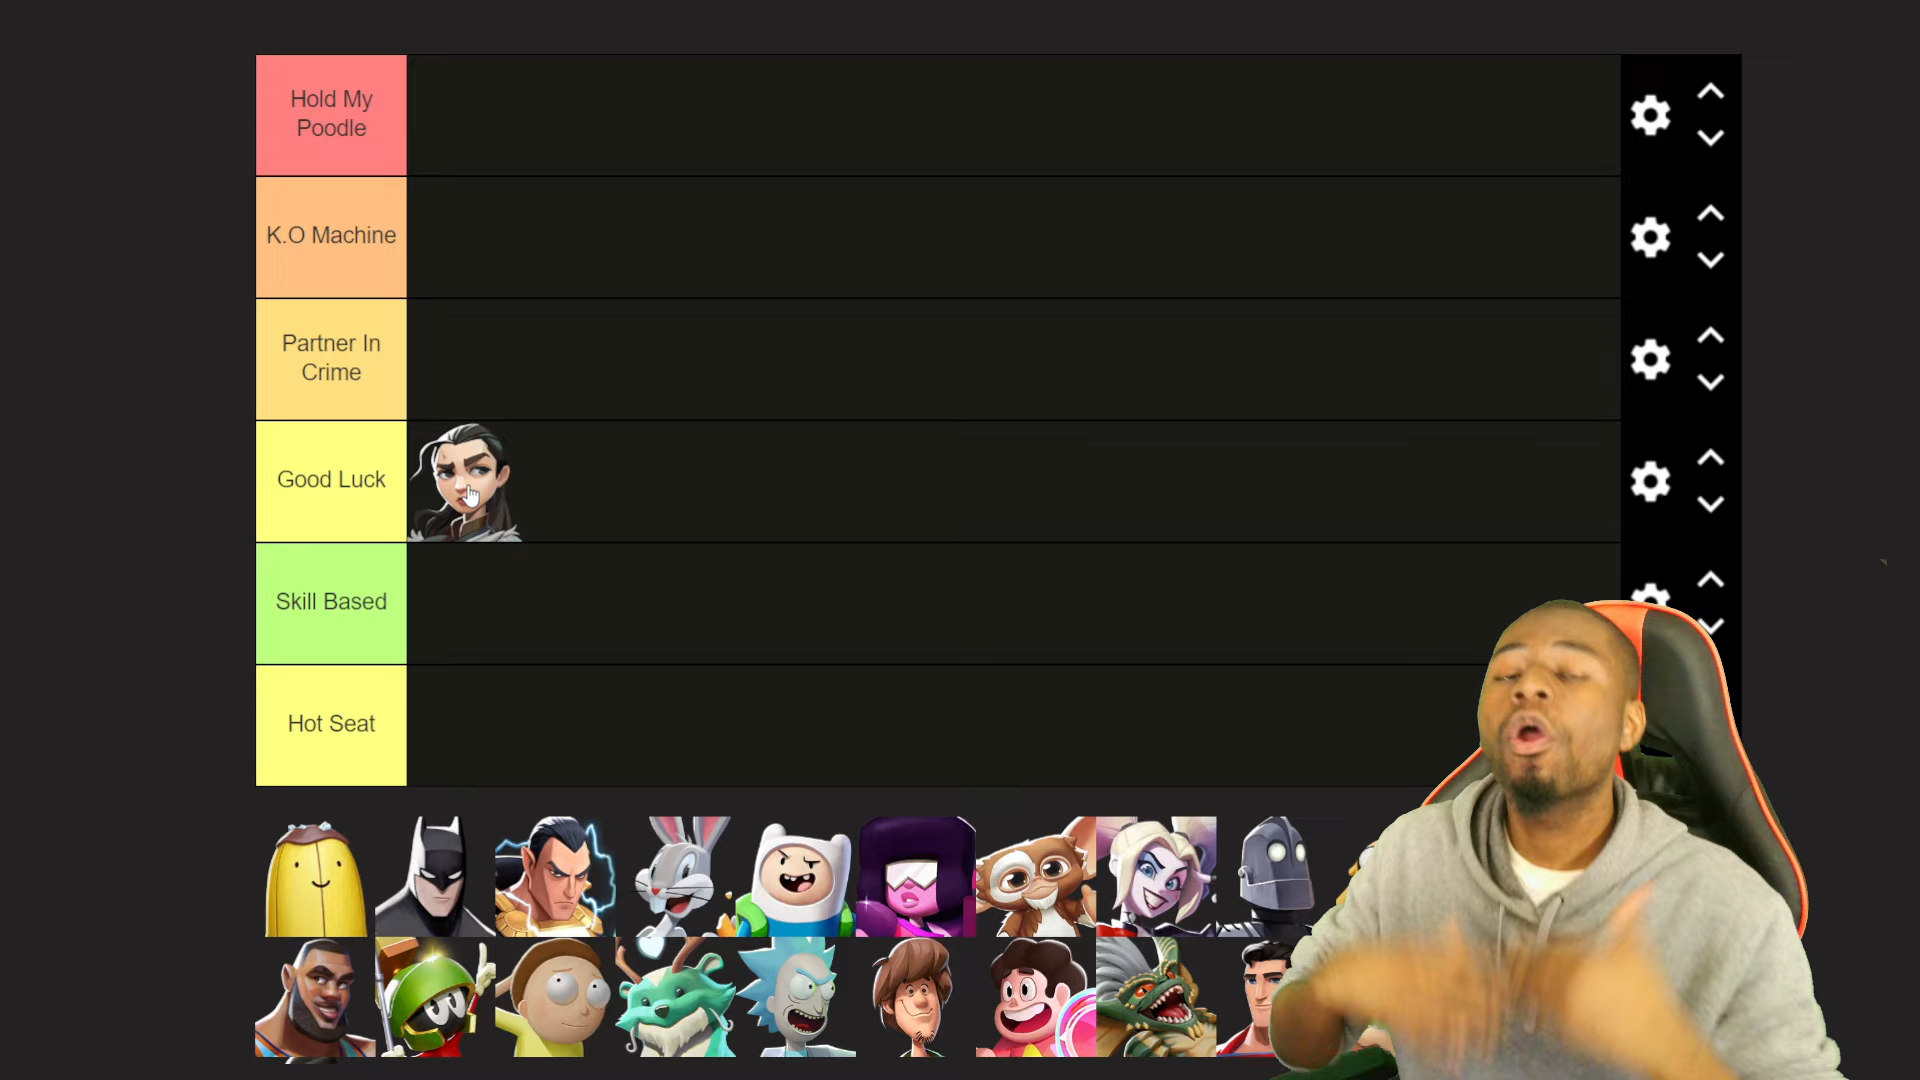 Hold My
Poodle
K.O Machine
Partner In
Crime
Good Luck
Skill Based
Hot Seat